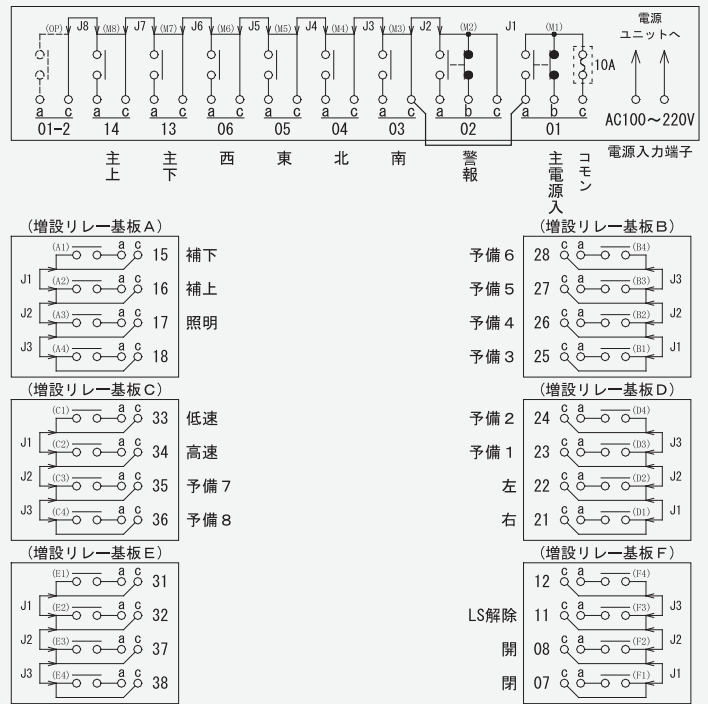 (OP) J8 (M8) J7 (M7) J6 (M6) J5 (M5) J4 (M4) J3 (M3) J2 (M2) J1 (M1) 電源
ユニットへ
10A
a c a c a c a c a c a c a c a b c a b c
01-2 14 13 06 05 04 03 02 01 AC100～220V
電源入力端子
主上
主下
西
東
北
南
警報
主電源入
コモン
(増設リレー基板A)
(A1) a c 15 補下
J1 (A2) a c 16 補上
J2 (A3) a c 17 照明
J3 (A4) a c 18
(増設リレー基板B)
予備6 28 c a (B4)
予備5 27 c a (B3) J3
予備4 26 c a (B2) J2
予備3 25 c a (B1) J1
(増設リレー基板C)
(C1) a c 33 低速
J1 (C2) a c 34 高速
J2 (C3) a c 35 予備7
J3 (C4) a c 36 予備8
(増設リレー基板D)
予備2 24 c a (D4)
予備1 23 c a (D3) J3
左 22 c a (D2) J2
右 21 c a (D1) J1
(増設リレー基板E)
(E1) a c 31
J1 (E2) a c 32
J2 (E3) a c 37
J3 (E4) a c 38
(増設リレー基板F)
12 c a (F4)
LS解除 11 c a (F3) J3
開 08 c a (F2) J2
閉 07 c a (F1) J1